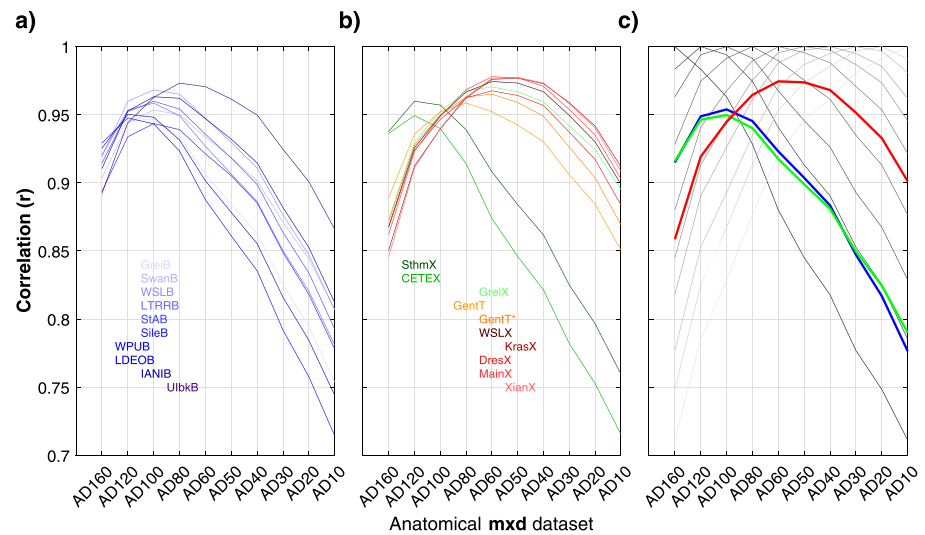 a)
b)
c)
Correlation (r)
1
0.95
0.9
0.85
0.8
0.75
0.7
GreiB
SwanB
WSLB
LTRRB
StAB
SileB
WPUB
LDEOB
IANIB
UIbkB
SthmX
CETEX
GreiX
GentT
GentT*
WSLX
KrasX
DresX
MainX
XianX
AD160
AD120
AD100
AD80
AD60
AD50
AD40
AD30
AD20
AD10
AD160
AD120
AD100
AD80
AD60
AD50
AD40
AD30
AD20
AD10
AD160
AD120
AD100
AD80
AD60
AD50
AD40
AD30
AD20
AD10
Anatomical mxd dataset